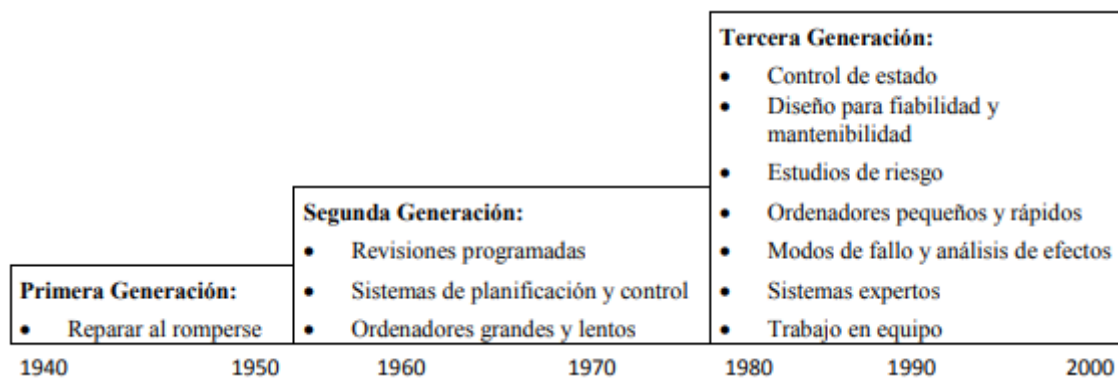 Primera Generación:
• Reparar al romperse
Segunda Generación:
• Revisiones programadas
• Sistemas de planificación y control
• Ordenadores grandes y lentos
Tercera Generación:
• Control de estado
• Diseño para fiabilidad y
mantenibilidad
• Estudios de riesgo
• Ordenadores pequeños y rápidos
• Modos de fallo y análisis de efectos
• Sistemas expertos
• Trabajo en equipo
1940 1950 1960 1970 1980 1990 2000